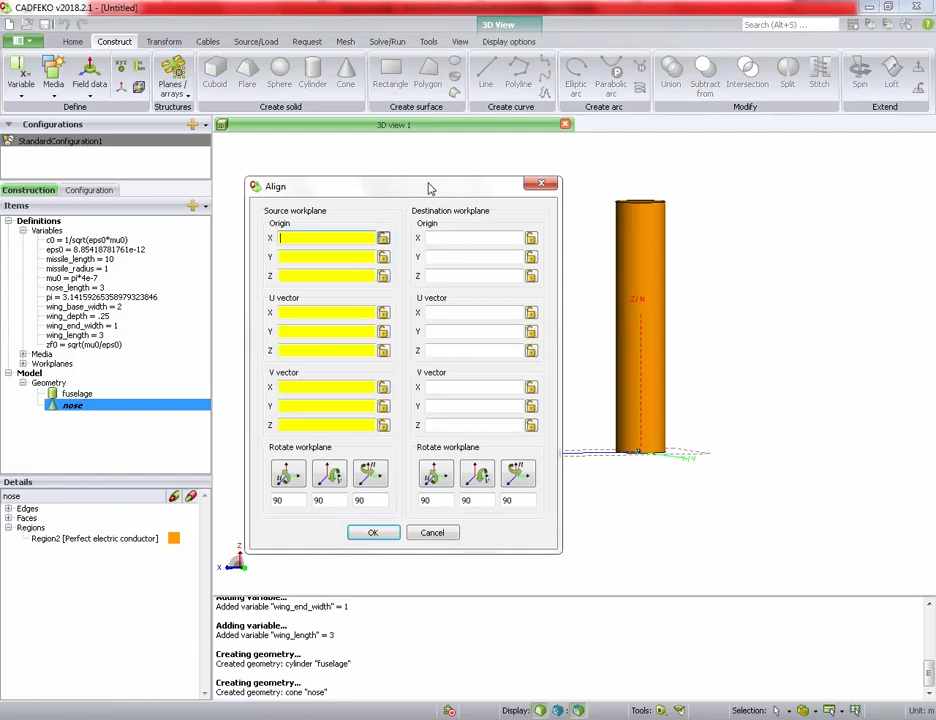 CADFEKO v2018.2.1 - [Untitled]
3D View
Search (Alt+S)
Home
Construct
Transform
Cables
Source/Load
Request
Mesh
Solve/Run
Tools
View
Display options
Variable
Media
Field data
Planes / arrays
Cuboid
Flare
Sphere
Cylinder
Cone
Rectangle
Polygon
Line
Polyline
Elliptic arc
Parabolic arc
Union
Subtract from
Intersection
Split
Stitch
Spin
Loft
Define
Structures
Create solid
Create surface
Create curve
Create arc
Modify
Extend
Configurations
StandardConfiguration1
Construction
Configuration
Items
Definitions
Variables
c0 = 1/sqrt(eps0*mu0)
eps0 = 8.85418781761e-12
missile_length = 10
missile_radius = 1
mu0 = pi*4e-7
nose_length = 3
pi = 3.14159265358979323846
wing_base_width = 2
wing_depth = .25
wing_end_width = 1
wing_length = 3
zf0 = sqrt(mu0/eps0)
Media
Workplanes
Model
Geometry
fuselage
nose
Details
nose
Edges
Faces
Regions
Region2 [Perfect electric conductor]
3D view 1
Align
Source workplane
Origin
X
Y
Z
U vector
X
Y
Z
V vector
X
Y
Z
Rotate workplane
90
90
90
Destination workplane
Origin
X
Y
Z
U vector
X
Y
Z
V vector
X
Y
Z
Rotate workplane
90
90
90
OK
Cancel
Z/N
Z
X
Adding variable...
Added variable "wing_end_width" = 1
Adding variable...
Added variable "wing_length" = 3
Creating geometry...
Created geometry: cylinder "fuselage"
Creating geometry...
Created geometry: cone "nose"
Display:
Tools:
Selection:
Unit: m